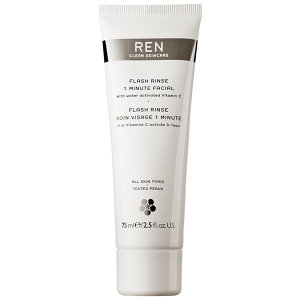 REN
CLEAN SKINCARE
FLASH RINSE
1 MINUTE FACIAL
with water activated Vitamin C
FLASH RINSE
SOIN VISAGE 1 MINUTE
à la Vitamine C activée à l'eau
ALL SKIN TYPES
TOUTES PEAUX
75 ml ℮/2.5 fl.oz. U.S.